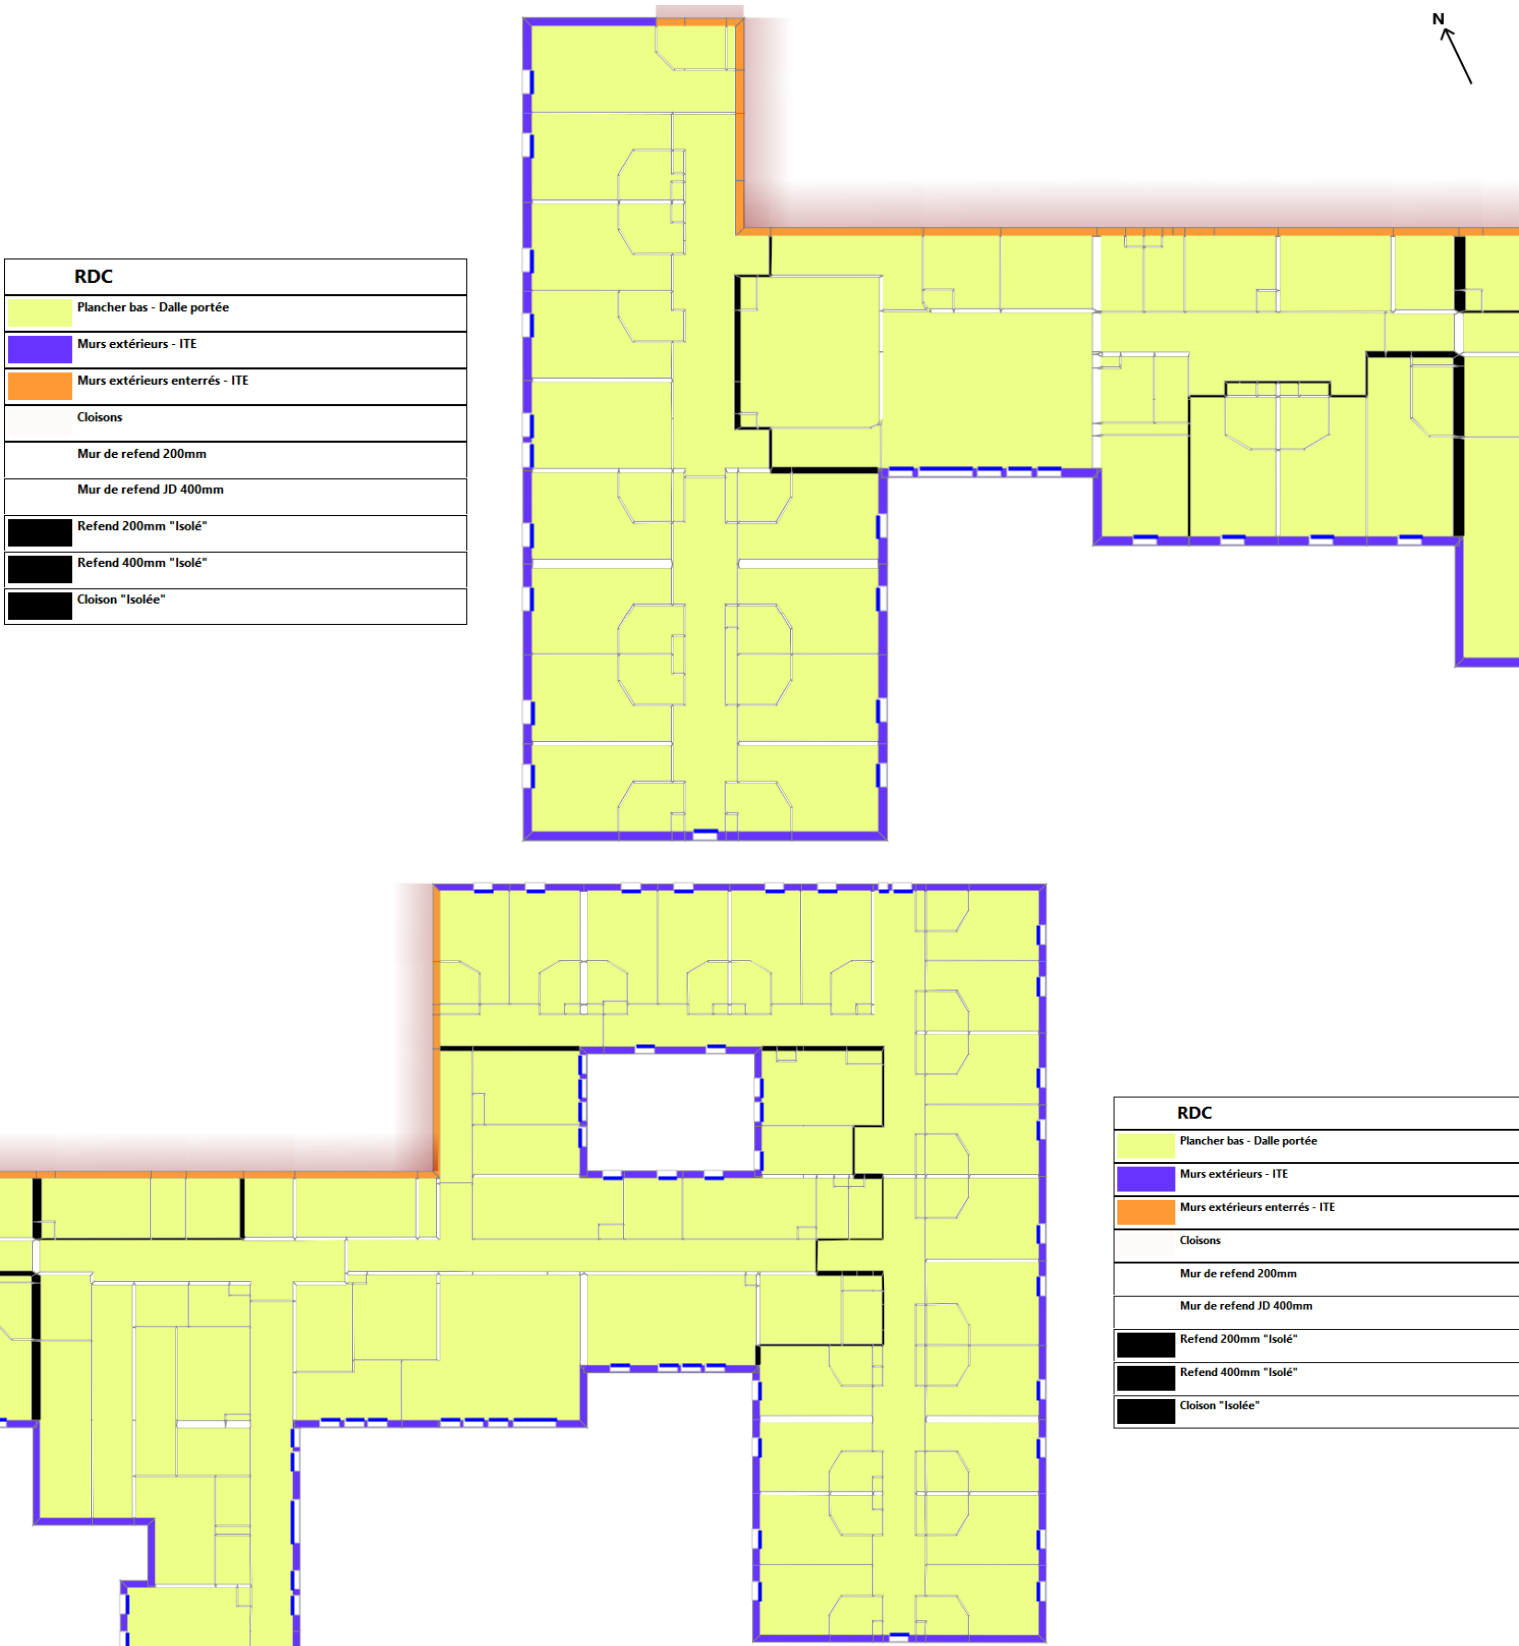 N
RDC
Plancher bas - Dalle portée
Murs extérieurs - ITE
Murs extérieurs enterrés - ITE
Cloisons
Mur de refend 200mm
Mur de refend JD 400mm
Refend 200mm "Isolé"
Refend 400mm "Isolé"
Cloison "Isolée"
RDC
Plancher bas - Dalle portée
Murs extérieurs - ITE
Murs extérieurs enterrés - ITE
Cloisons
Mur de refend 200mm
Mur de refend JD 400mm
Refend 200mm "Isolé"
Refend 400mm "Isolé"
Cloison "Isolée"